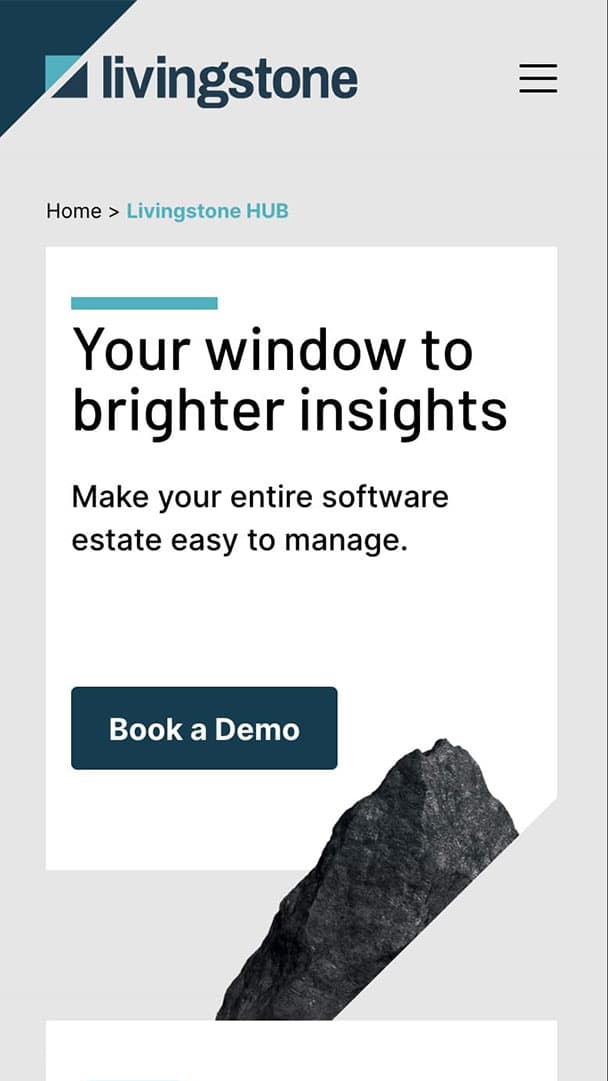 livingstone
Home > Livingstone HUB
Your window to
brighter insights
Make your entire software
estate easy to manage.
Book a Demo